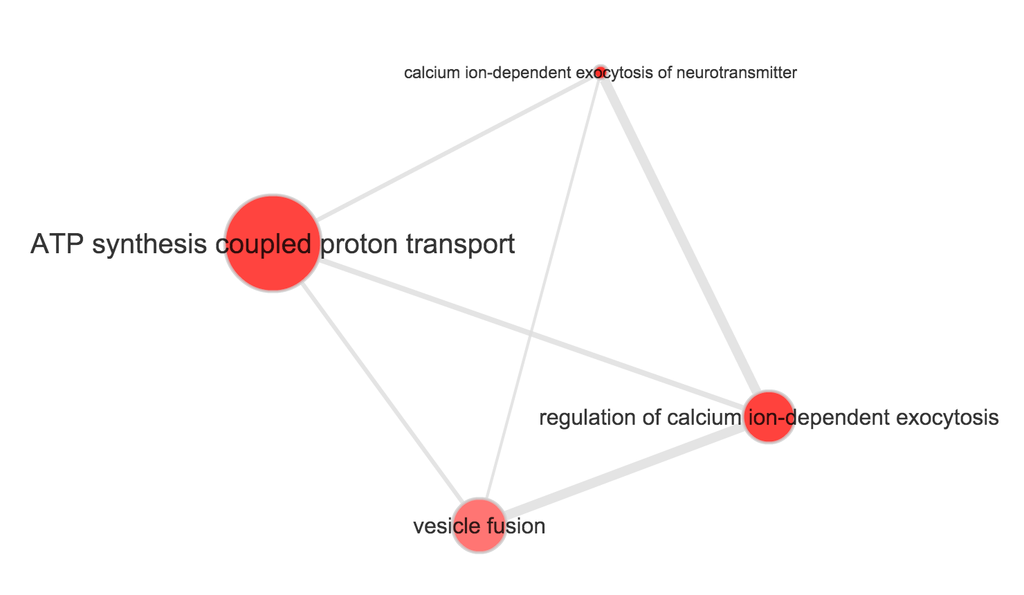 calcium ion-dependent exocytosis of neurotransmitter
ATP synthesis coupled proton transport
regulation of calcium ion-dependent exocytosis
vesicle fusion